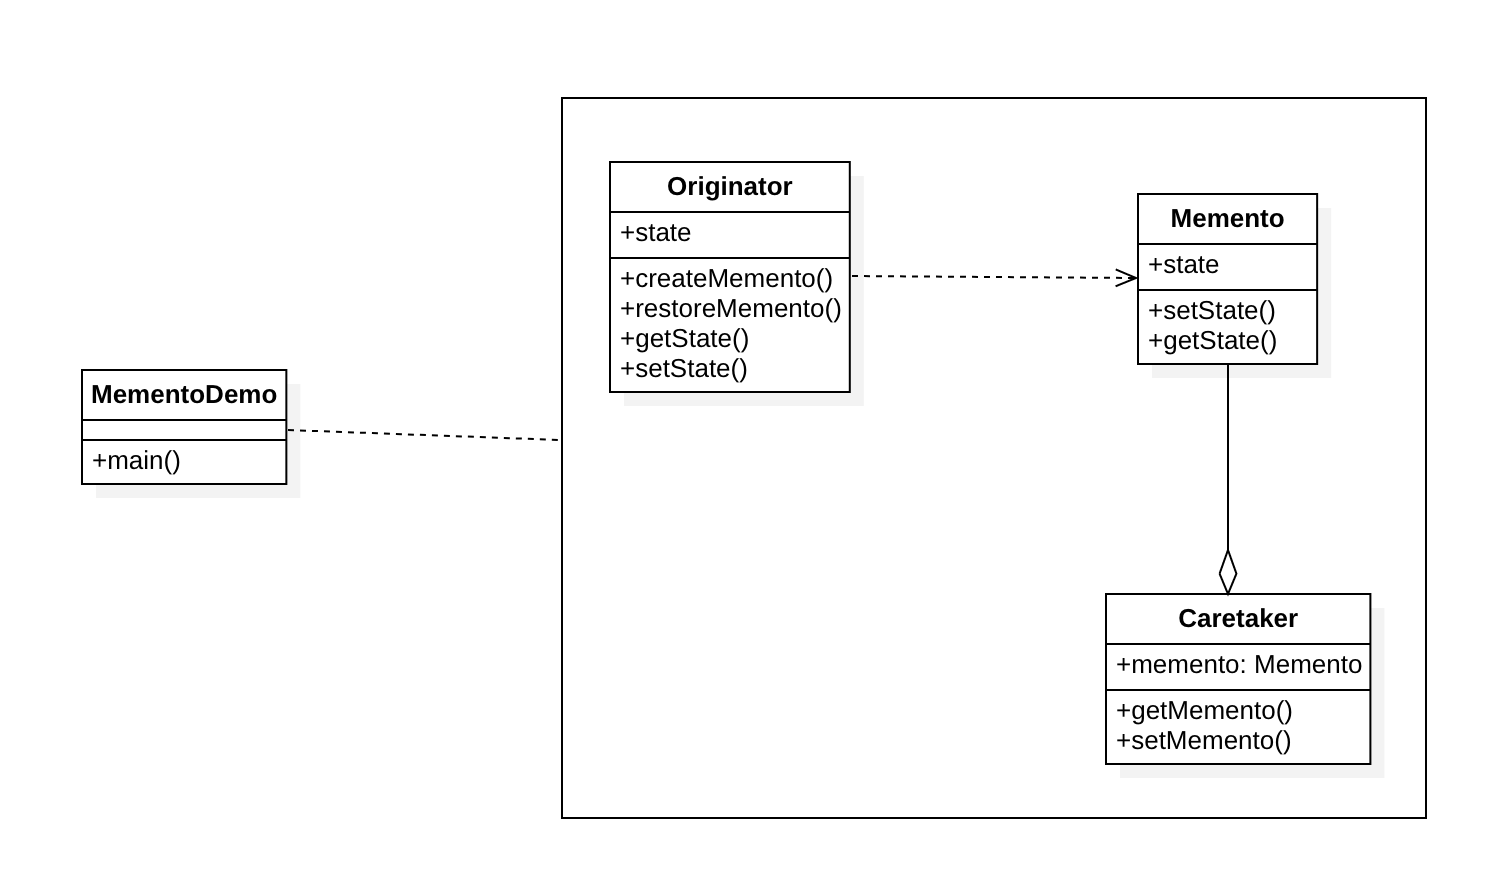 Originator
+state
+createMemento()
+restoreMemento()
+getState()
+setState()
Memento
+state
+setState()
+getState()
MementoDemo
+main()
Caretaker
+memento: Memento
+getMemento()
+setMemento()